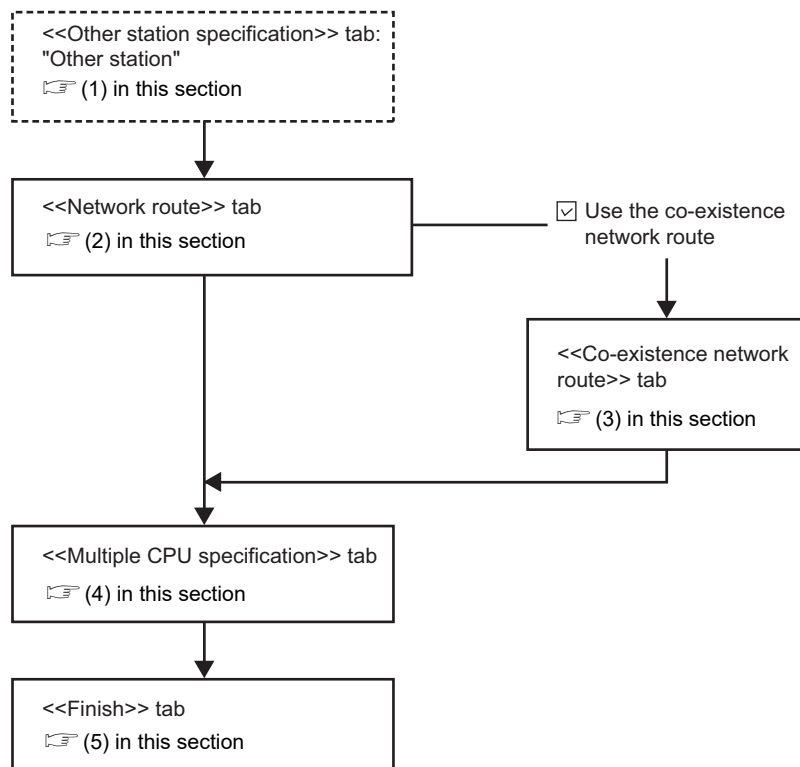 <<Other station specification>> tab:
"Other station"
☞ (1) in this section
<<Network route>> tab
☞ (2) in this section
☑ Use the co-existence
network route
<<Co-existence network
route>> tab
☞ (3) in this section
<<Multiple CPU specification>> tab
☞ (4) in this section
<<Finish>> tab
☞ (5) in this section